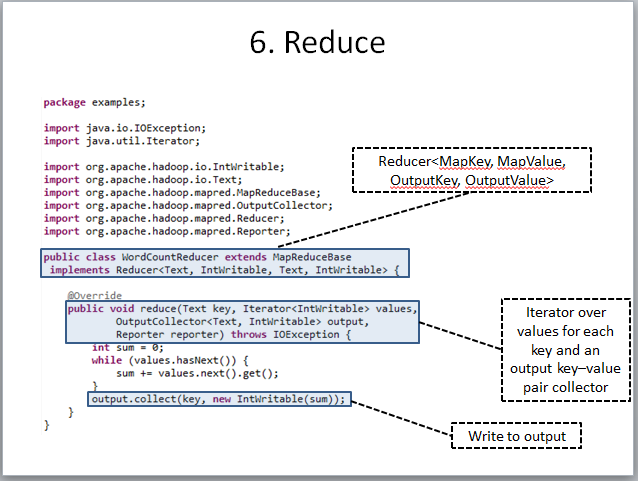 6. Reduce
package examples;
import java.io.IOException;
import java.util.Iterator;
import org.apache.hadoop.io.IntWritable;
import org.apache.hadoop.io.Text;
import org.apache.hadoop.mapred.MapReduceBase;
import org.apache.hadoop.mapred.OutputCollector;
import org.apache.hadoop.mapred.Reducer;
import org.apache.hadoop.mapred.Reporter;
Reducer<MapKey, MapValue,
OutputKey, OutputValue>
public class WordCountReducer extends MapReduceBase
implements Reducer<Text, IntWritable, Text, IntWritable> {
@Override
public void reduce(Text key, Iterator<IntWritable> values,
OutputCollector<Text, IntWritable> output,
Reporter reporter) throws IOException {
int sum = 0;
while (values.hasNext()) {
sum += values.next().get();
}
output.collect(key, new IntWritable(sum));
}
}
Iterator over
values for each
key and an
output key–value
pair collector
Write to output